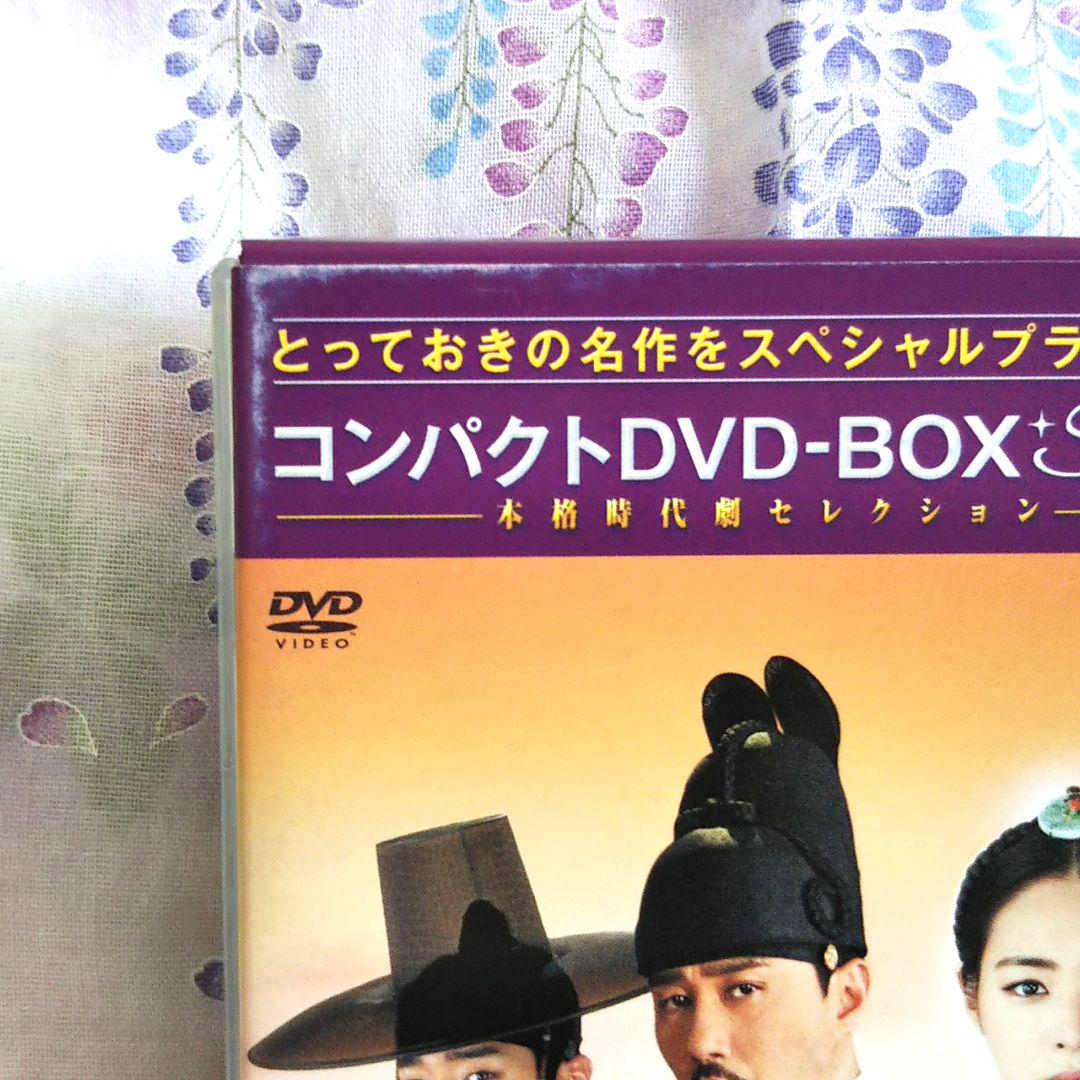 とっておきの名作をスペシャルプラ
コンパクトDVD-BOX
本格時代劇セレクション
DVD
VIDEO